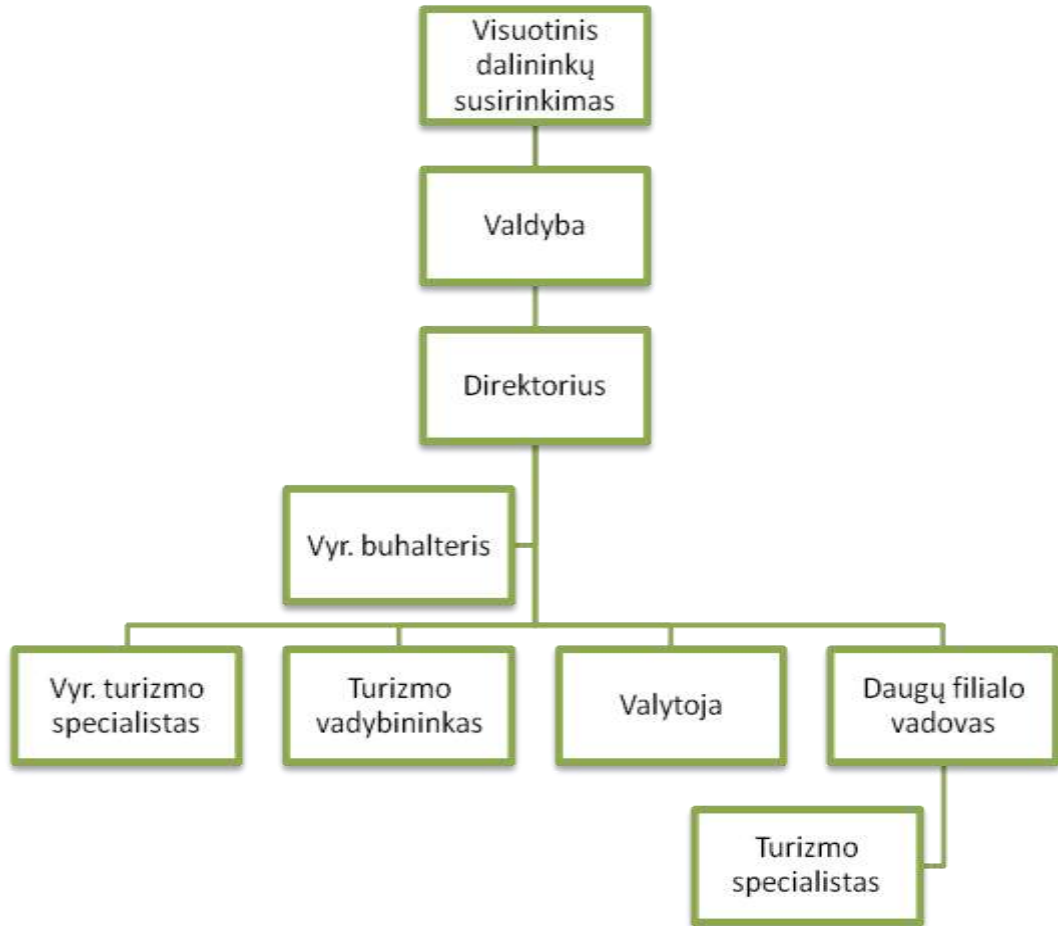 Visuotinis
dalininkų
susirinkimas
Valdyba
Direktorius
Vyr. buhalteris
Vyr. turizmo
specialistas
Turizmo
vadybininkas
Valytoja
Daugų filialo
vadovas
Turizmo
specialistas